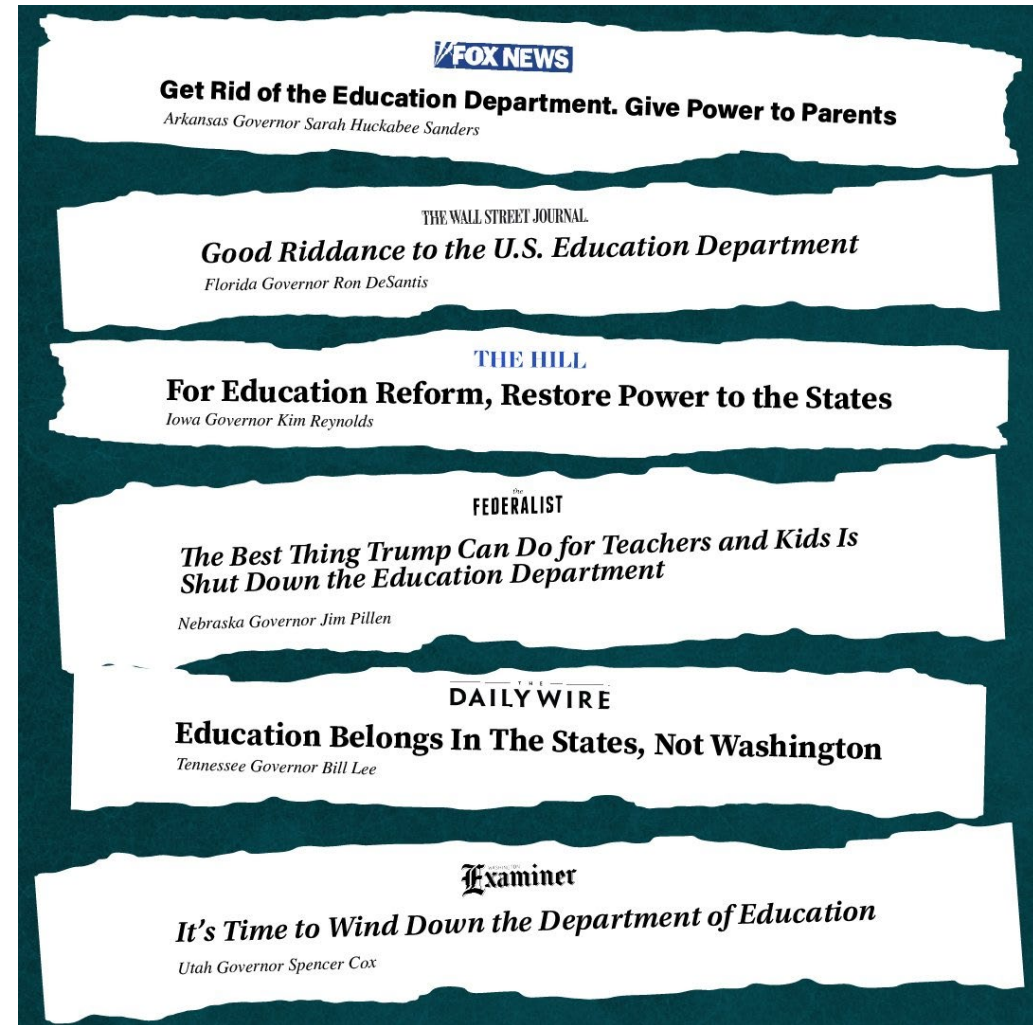 FOX NEWS
Get Rid of the Education Department. Give Power to Parents
Arkansas Governor Sarah Huckabee Sanders
THE WALL STREET JOURNAL.
Good Riddance to the U.S. Education Department
Florida Governor Ron DeSantis
THE HILL
For Education Reform, Restore Power to the States
Iowa Governor Kim Reynolds
the
FEDERALIST
The Best Thing Trump Can Do for Teachers and Kids Is
Shut Down the Education Department
Nebraska Governor Jim Pillen
THE
DAILY WIRE
Education Belongs In The States, Not Washington
Tennessee Governor Bill Lee
WASHINGTON
Examiner
It's Time to Wind Down the Department of Education
Utah Governor Spencer Cox